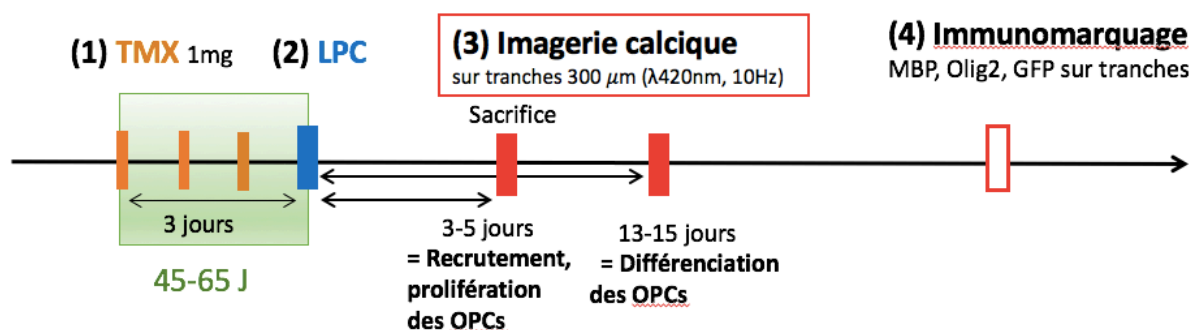 (1) TMX 1mg
(2) LPC
(3) Imagerie calcique
sur tranches 300 μm (λ420nm, 10Hz)
(4) Immunomarquage
MBP, Olig2, GFP sur tranches
Sacrifice
3 jours
45-65 J
3-5 jours
= Recrutement,
prolifération
des OPCs
13-15 jours
= Différenciation
des OPCs